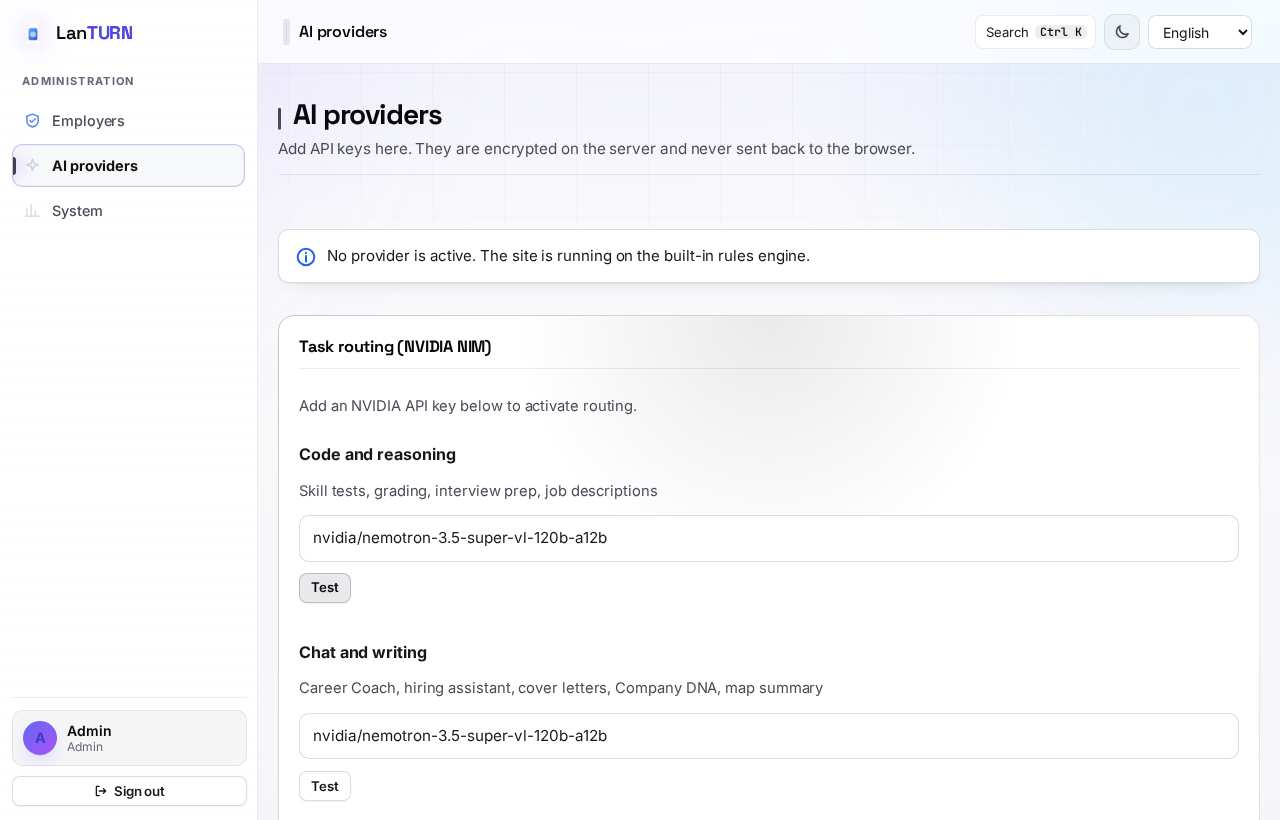 LanTURN
ADMINISTRATION
Employers
AI providers
System
A
Admin
Admin
Sign out
AI providers
Search Ctrl K
English
AI providers
Add API keys here. They are encrypted on the server and never sent back to the browser.
No provider is active. The site is running on the built-in rules engine.
Task routing (NVIDIA NIM)
Add an NVIDIA API key below to activate routing.
Code and reasoning
Skill tests, grading, interview prep, job descriptions
nvidia/nemotron-3.5-super-vl-120b-a12b
Test
Chat and writing
Career Coach, hiring assistant, cover letters, Company DNA, map summary
nvidia/nemotron-3.5-super-vl-120b-a12b
Test